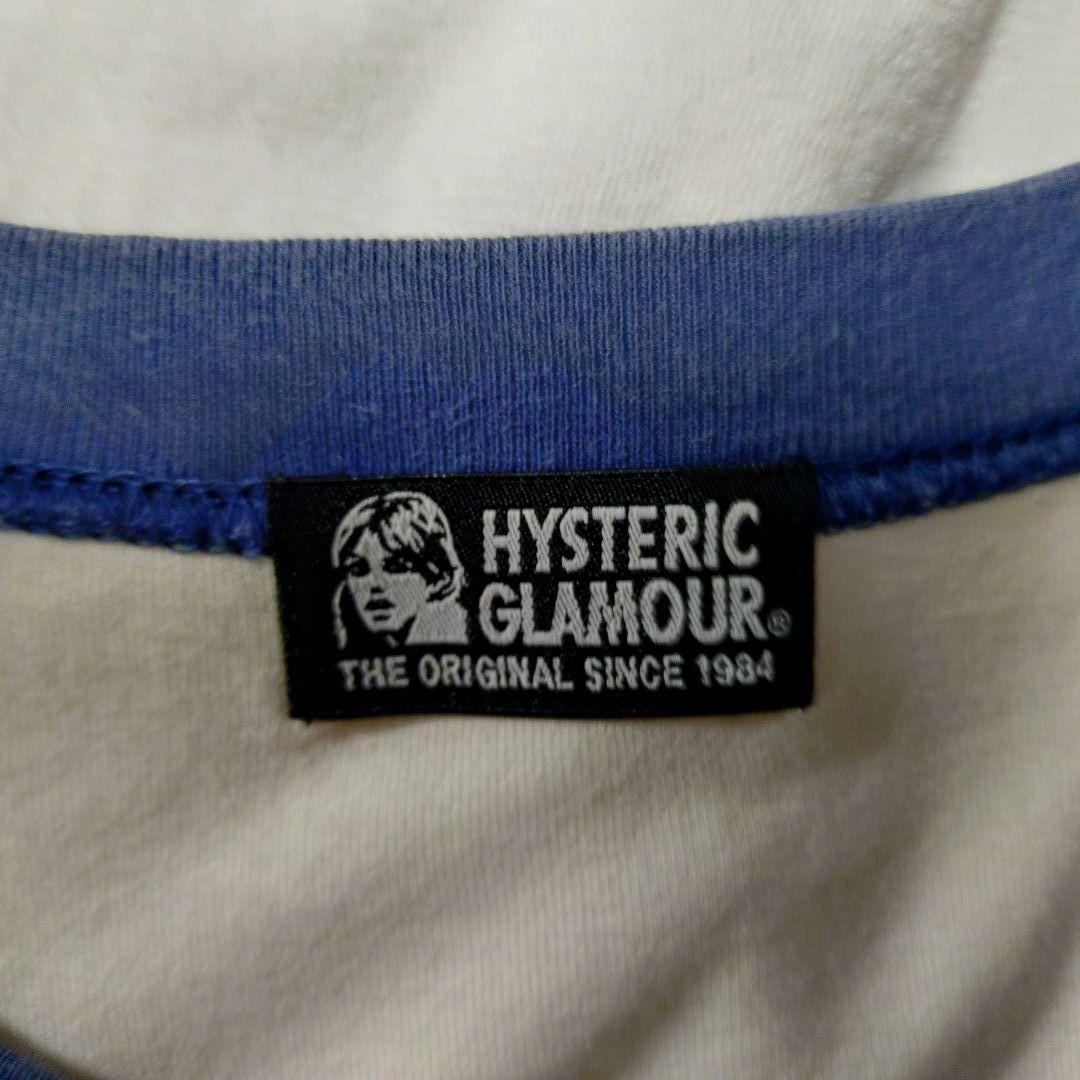 HYSTERIC
GLAMOUR®
THE ORIGINAL SINCE 1984